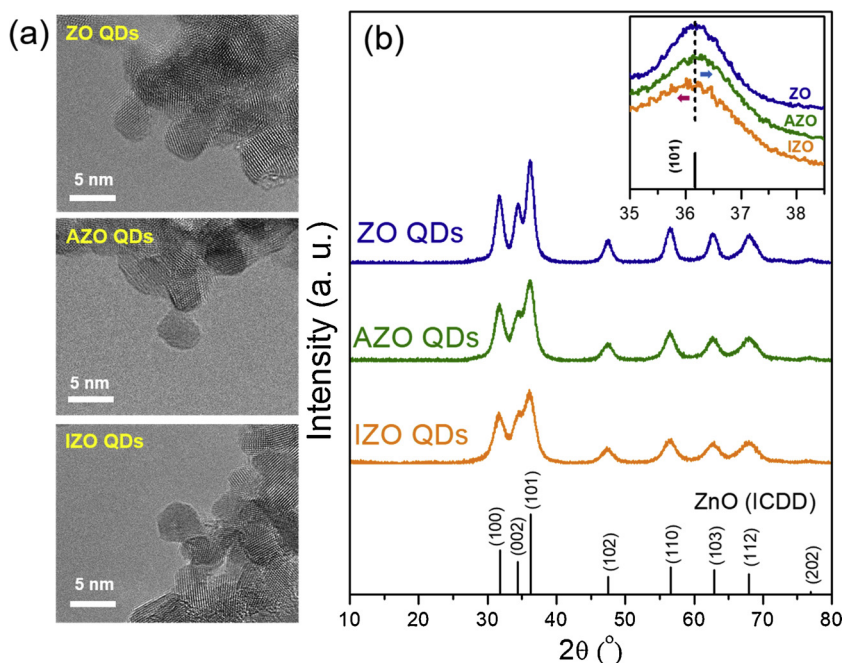 (a)
ZO QDs
5 nm
AZO QDs
5 nm
IZO QDs
5 nm
(b)
ZO
AZO
IZO
(101)
35 36 37 38
ZO QDs
AZO QDs
IZO QDs
Intensity (a. u.)
ZnO (ICDD)
(100)
(002)
(101)
(102)
(110)
(103)
(112)
(202)
10 20 30 40 50 60 70 80
2θ (°)